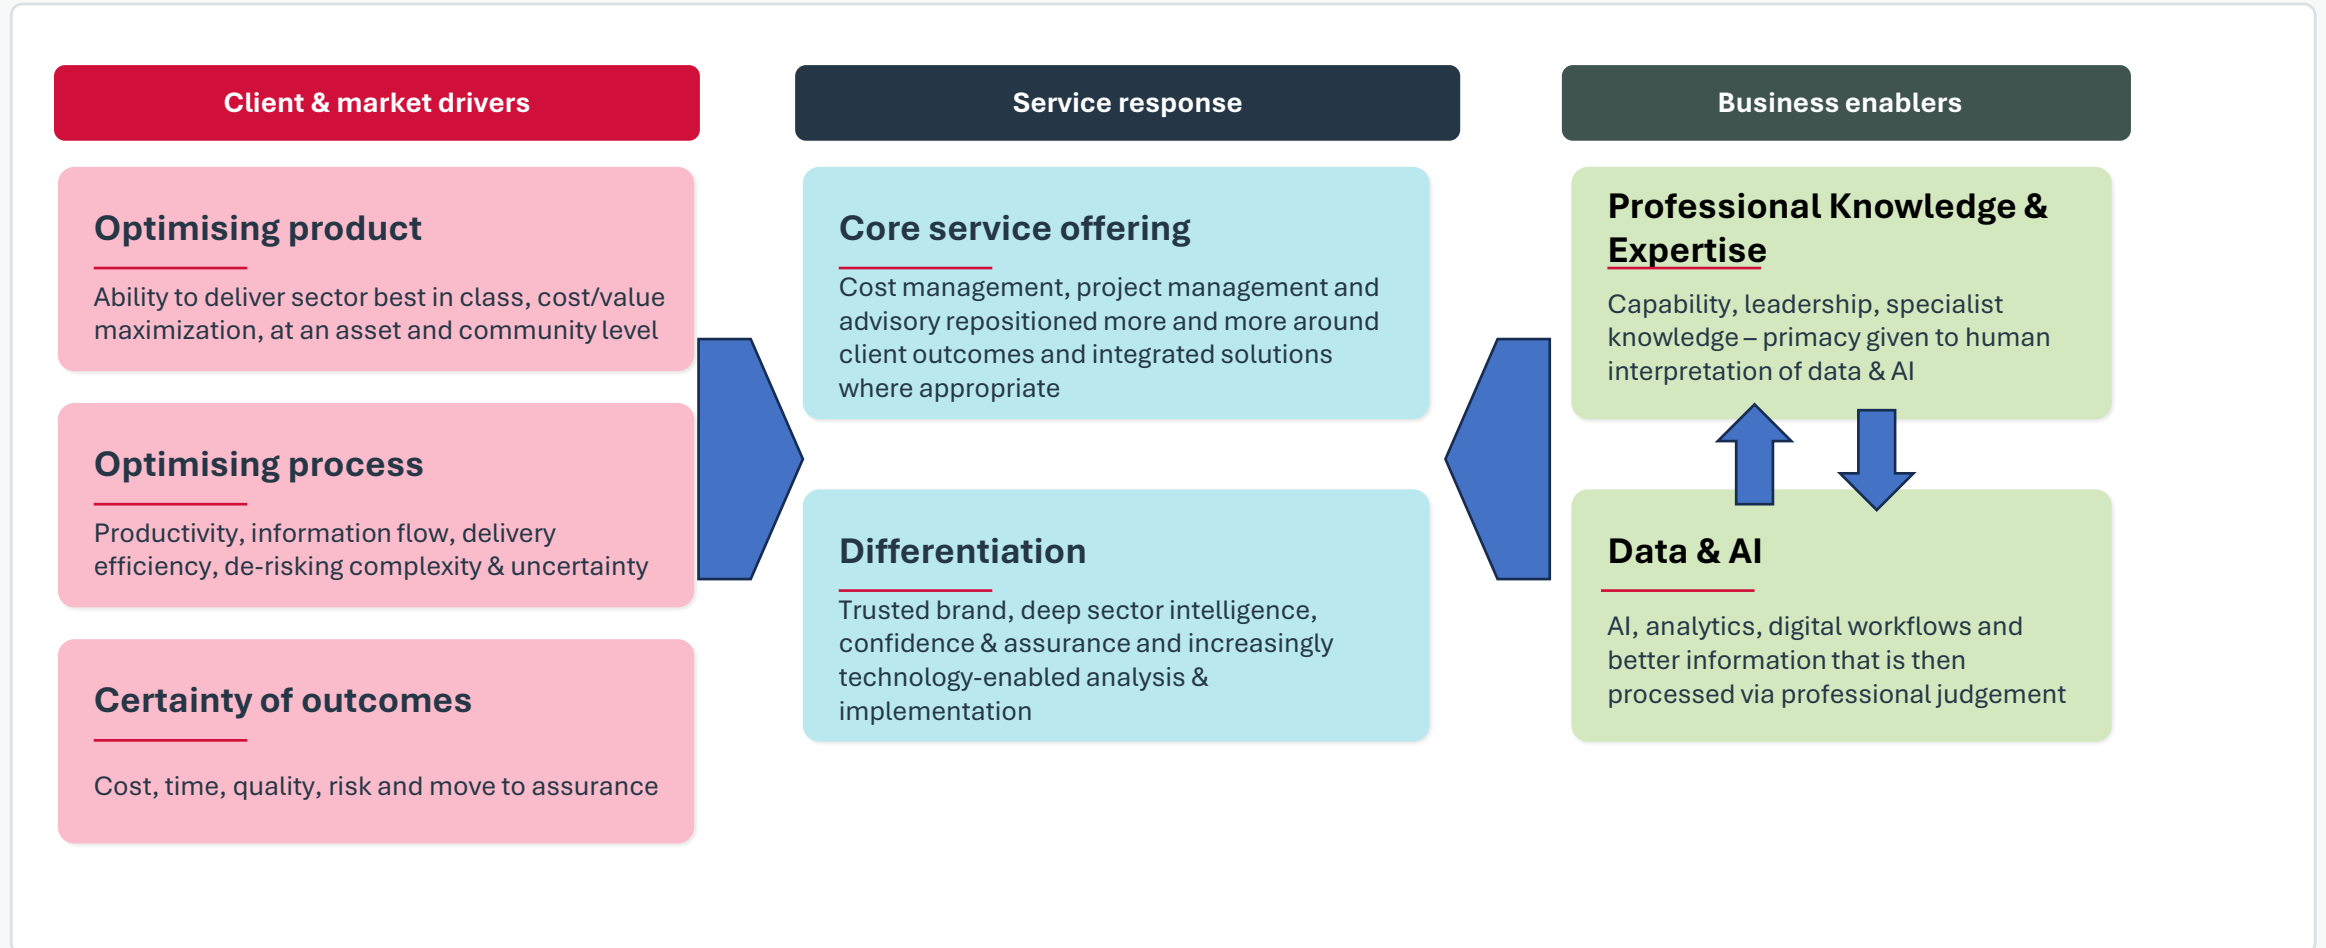 Client & market drivers
Optimising product
Ability to deliver sector best in class, cost/value
maximization, at an asset and community level
Optimising process
Productivity, information flow, delivery
efficiency, de-risking complexity & uncertainty
Certainty of outcomes
Cost, time, quality, risk and move to assurance
Service response
Core service offering
Cost management, project management and
advisory repositioned more and more around
client outcomes and integrated solutions
where appropriate
Differentiation
Trusted brand, deep sector intelligence,
confidence & assurance and increasingly
technology-enabled analysis &
implementation
Business enablers
Professional Knowledge &
Expertise
Capability, leadership, specialist
knowledge – primacy given to human
interpretation of data & AI
Data & AI
AI, analytics, digital workflows and
better information that is then
processed via professional judgement